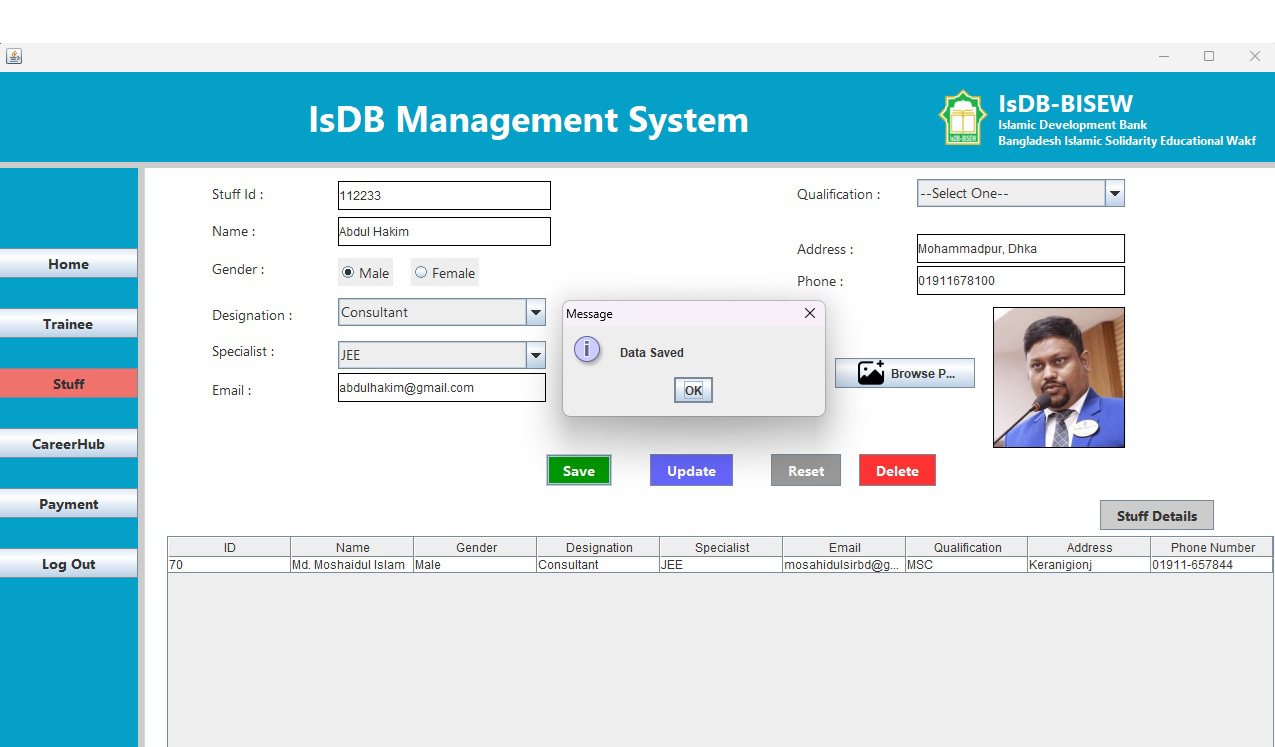 IsDB Management System
IsDB-BISEW
Islamic Development Bank
Bangladesh Islamic Solidarity Educational Wakf
Home
Trainee
Stuff
CareerHub
Payment
Log Out
Stuff Id : 112233
Name : Abdul Hakim
Gender : Male Female
Designation : Consultant
Specialist : JEE
Email : abdulhakim@gmail.com
Qualification : --Select One--
Address : Mohammadpur, Dhka
Phone : 01911678100
Browse P...
Message
Data Saved
OK
Save Update Reset Delete
Stuff Details
ID Name Gender Designation Specialist Email Qualification Address Phone Number
70 Md. Moshaidul Islam Male Consultant JEE mosahidulsirbd@g... MSC Keranigionj 01911-657844